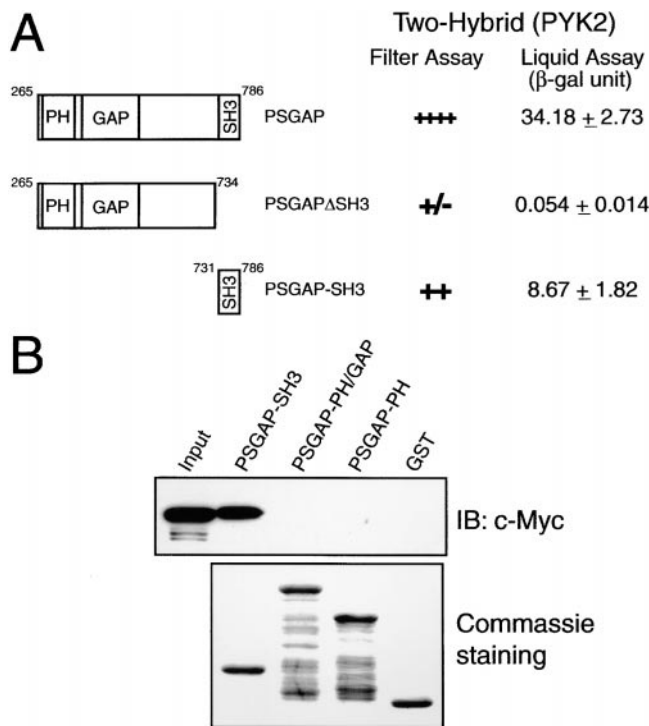 A
Two-Hybrid (PYK2)
Filter Assay
Liquid Assay
(β-gal unit)
265
786
PH
GAP
SH3
PSGAP
++++
34.18 ± 2.73
265
734
PH
GAP
PSGAPΔSH3
+/-
0.054 ± 0.014
731
786
SH3
PSGAP-SH3
++
8.67 ± 1.82
B
Input
PSGAP-SH3
PSGAP-PH/GAP
PSGAP-PH
GST
IB: c-Myc
Commassie
staining